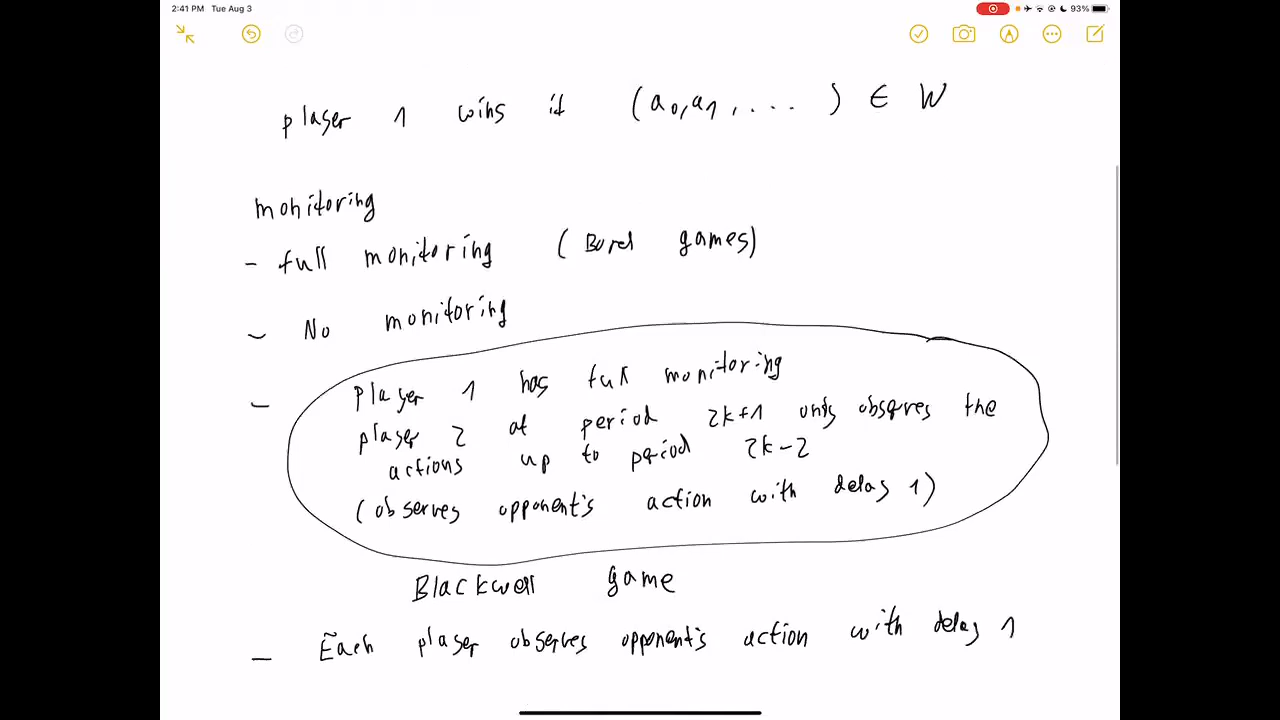 2:41 PM Tue Aug 3
93%
player 1 wins if (a0,a1, .... ) ∈ W
monitoring
- full monitoring (Borel games)
- No monitoring
- player 1 has full monitoring
player 2 at period 2k+1 only observes the
actions up to period 2k-2
(observes opponent's action with delay 1)
Blackwell game
- Each player observes opponent's action with delay 1